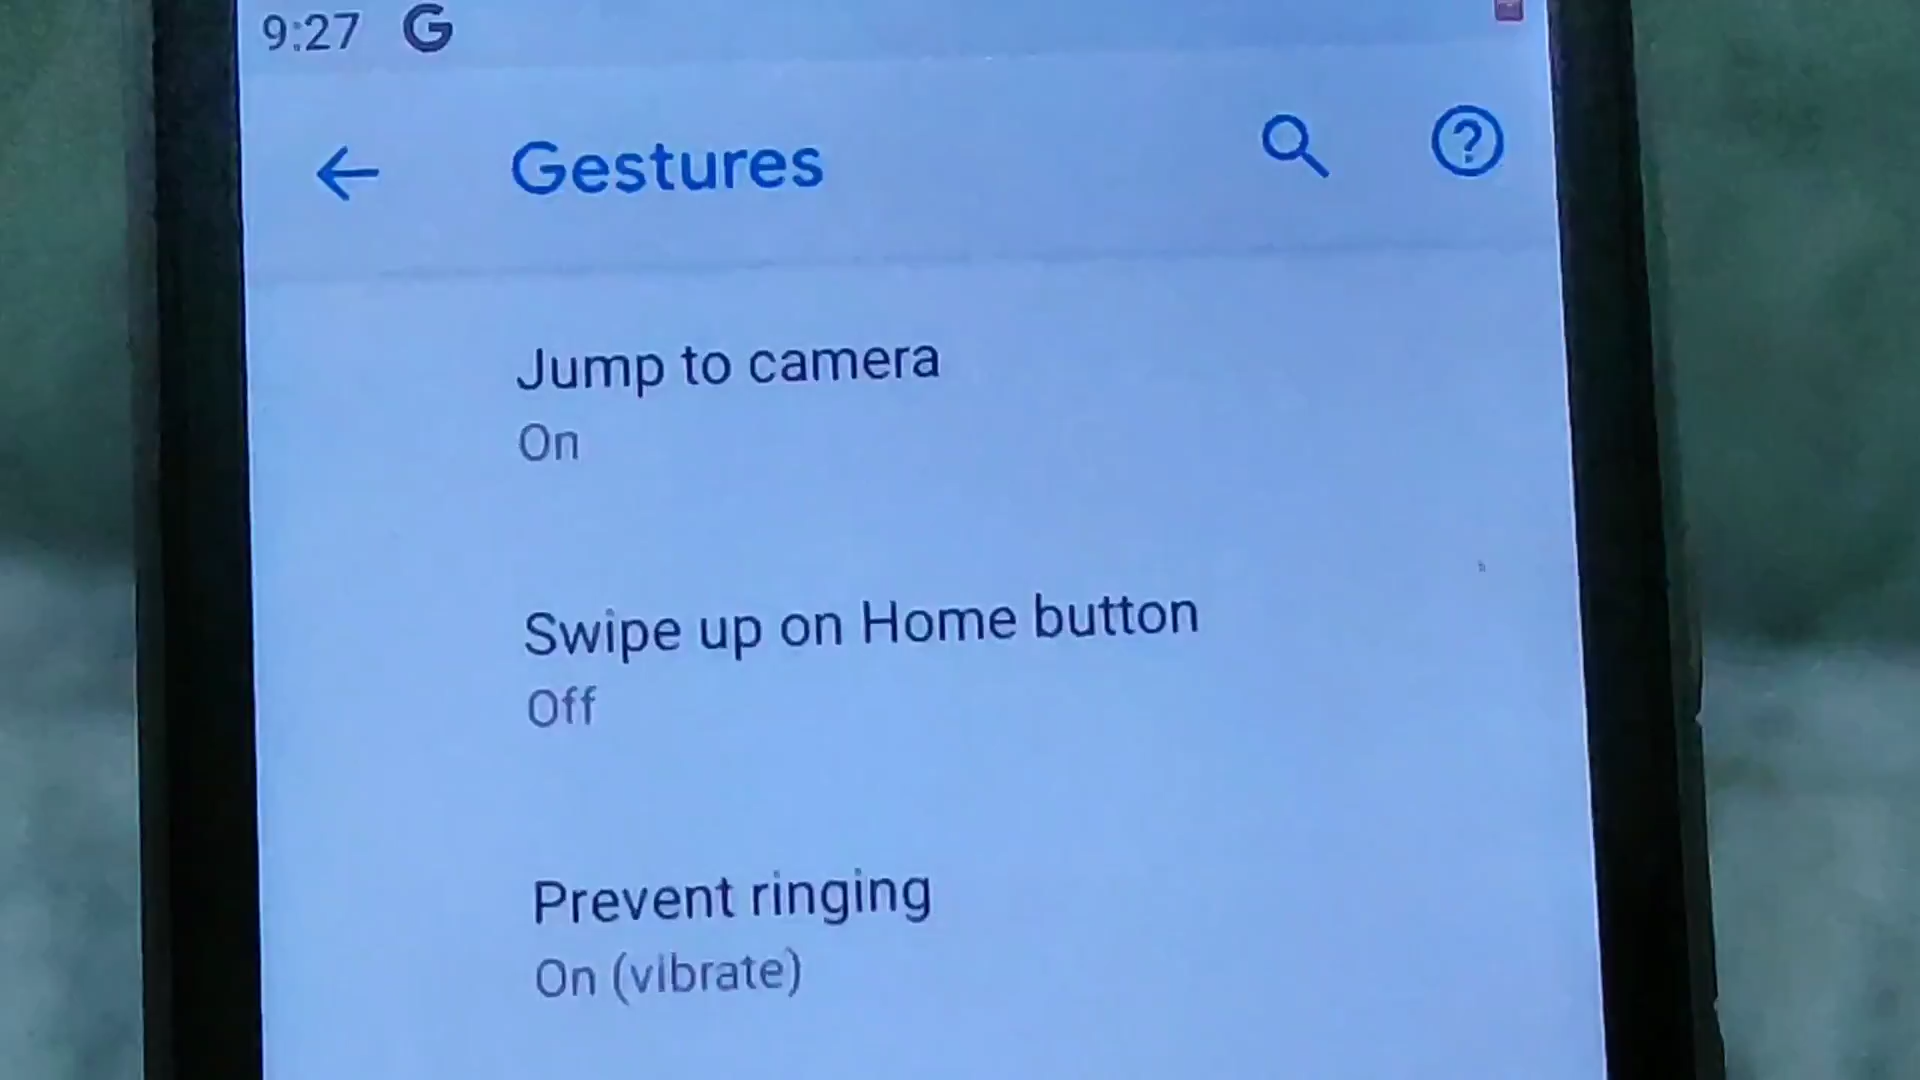 9:27 G
Gestures
Jump to camera
On
Swipe up on Home button
Off
Prevent ringing
On (vibrate)